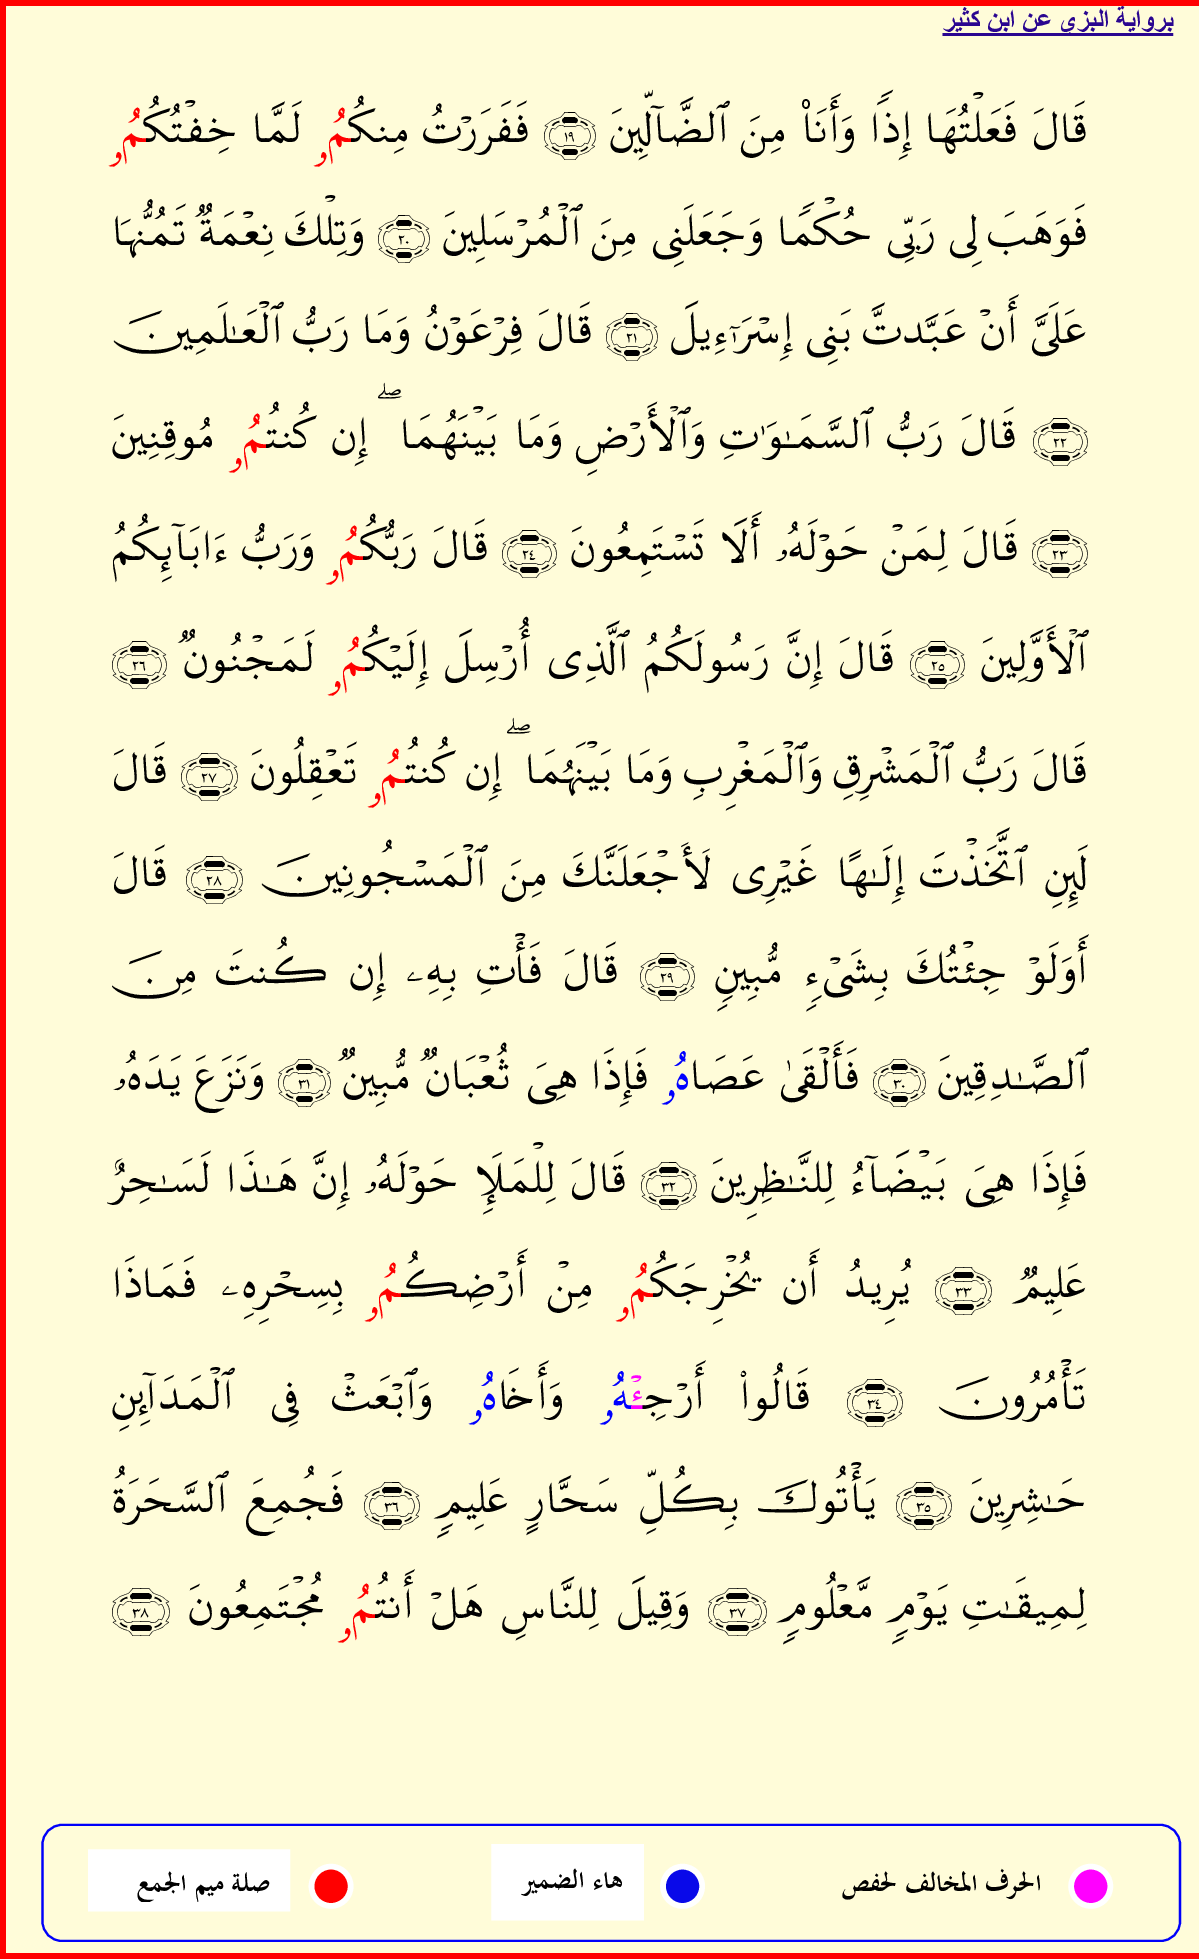 برواية البزى عن ابن كثير
قَالَ فَعَلْتُهَا إِذًا وَأَنَا۠ مِنَ ٱلضَّآلِّينَ ١٩ فَفَرَرْتُ مِنكُمُۥ لَمَّا خِفْتُكُمُۥ
فَوَهَبَ لِى رَبِّى حُكْمًا وَجَعَلَنِى مِنَ ٱلْمُرْسَلِينَ ٢٠ وَتِلْكَ نِعْمَةٌ تَمُنُّهَا
عَلَىَّ أَنْ عَبَّدتَّ بَنِى إِسْرَٰٓءِيلَ ٢١ قَالَ فِرْعَوْنُ وَمَا رَبُّ ٱلْعَـٰلَمِينَ
٢٢ قَالَ رَبُّ ٱلسَّمَـٰوَٰتِ وَٱلْأَرْضِ وَمَا بَيْنَهُمَا ۖ إِن كُنتُمُۥ مُوقِنِينَ
٢٣ قَالَ لِمَنْ حَوْلَهُۥ أَلَا تَسْتَمِعُونَ ٢٤ قَالَ رَبُّكُمُۥ وَرَبُّ ءَابَآئِكُمُ
ٱلْأَوَّلِينَ ٢٥ قَالَ إِنَّ رَسُولَكُمُ ٱلَّذِى أُرْسِلَ إِلَيْكُمُۥ لَمَجْنُونٌ ٢٦
قَالَ رَبُّ ٱلْمَشْرِقِ وَٱلْمَغْرِبِ وَمَا بَيْنَهُمَا ۖ إِن كُنتُمُۥ تَعْقِلُونَ ٢٧ قَالَ
لَئِنِ ٱتَّخَذْتَ إِلَـٰهًا غَيْرِى لَأَجْعَلَنَّكَ مِنَ ٱلْمَسْجُونِينَ ٢٨ قَالَ
أَوَلَوْ جِئْتُكَ بِشَىْءٍ مُّبِينٍ ٢٩ قَالَ فَأْتِ بِهِۦ إِن كُنتَ مِنَ
ٱلصَّـٰدِقِينَ ٣٠ فَأَلْقَىٰ عَصَاهُۥ فَإِذَا هِىَ ثُعْبَانٌ مُّبِينٌ ٣١ وَنَزَعَ يَدَهُۥ
فَإِذَا هِىَ بَيْضَآءُ لِلنَّـٰظِرِينَ ٣٢ قَالَ لِلْمَلَإِ حَوْلَهُۥ إِنَّ هَـٰذَا لَسَـٰحِرٌ
عَلِيمٌ ٣٣ يُرِيدُ أَن يُخْرِجَكُمُۥ مِنْ أَرْضِكُمُۥ بِسِحْرِهِۦ فَمَاذَا
تَأْمُرُونَ ٣٤ قَالُوا۟ أَرْجِئْهُۥ وَأَخَاهُۥ وَٱبْعَثْ فِى ٱلْمَدَآئِنِ
حَـٰشِرِينَ ٣٥ يَأْتُوكَ بِكُلِّ سَحَّارٍ عَلِيمٍ ٣٦ فَجُمِعَ ٱلسَّحَرَةُ
لِمِيقَـٰتِ يَوْمٍ مَّعْلُومٍ ٣٧ وَقِيلَ لِلنَّاسِ هَلْ أَنتُمُۥ مُجْتَمِعُونَ ٣٨
الحرف المخالف لحفص هاء الضمير صلة ميم الجمع